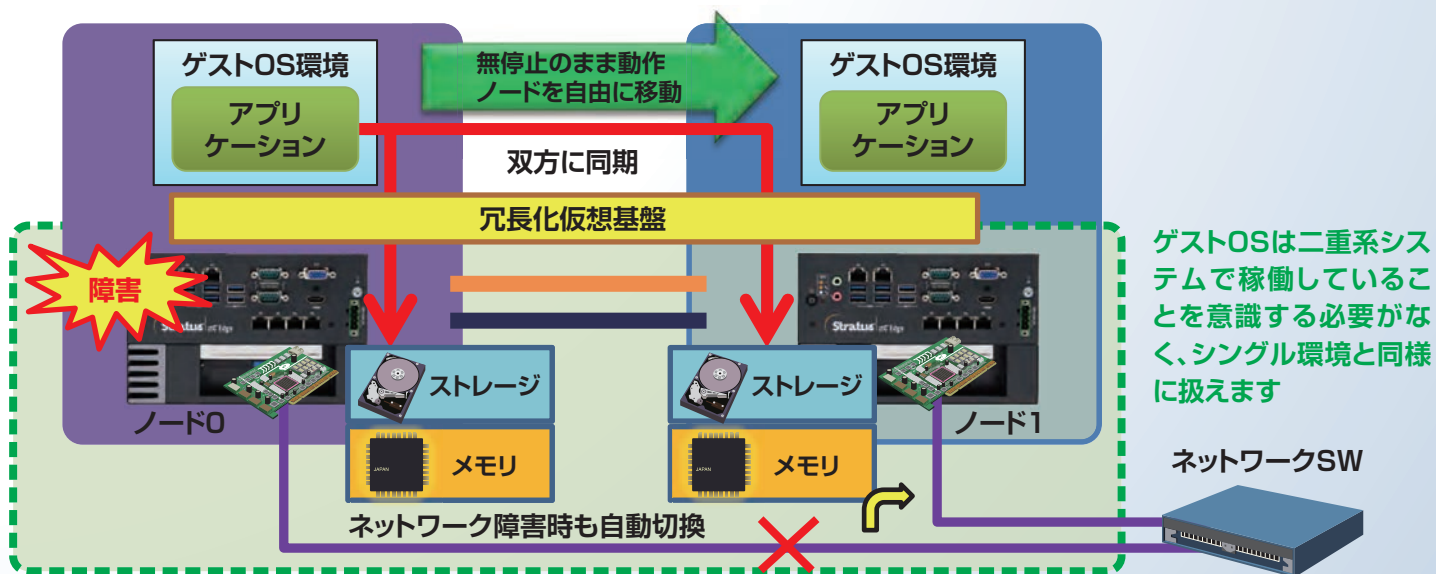 ゲストOS環境
アプリ
ケーション
無停止のまま動作
ノードを自由に移動
ゲストOS環境
アプリ
ケーション
双方に同期
冗長化仮想基盤
障害
Stratus
Stratus
ゲストOSは二重系シス
テムで稼働しているこ
とを意識する必要がな
く、シングル環境と同様
に扱えます
ストレージ
ストレージ
ノード0
ノード1
JAPAN
メモリ
JAPAN
メモリ
ネットワークSW
ネットワーク障害時も自動切換